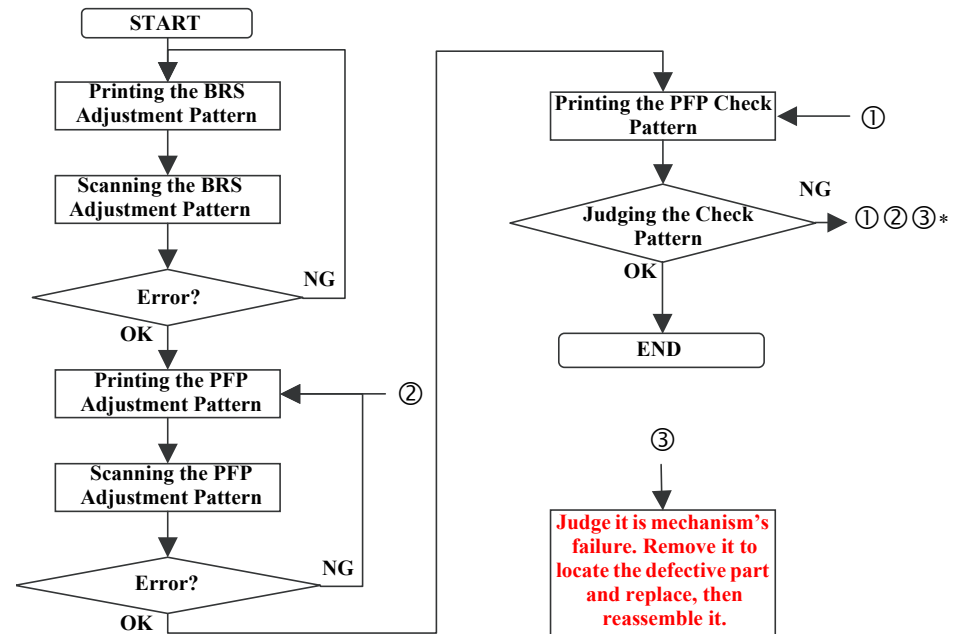 START
Printing the BRS
Adjustment Pattern
Scanning the BRS
Adjustment Pattern
Error?
NG
OK
Printing the PFP
Adjustment Pattern
②
Scanning the PFP
Adjustment Pattern
Error?
NG
OK
Printing the PFP Check
Pattern
①
Judging the Check
Pattern
NG
①②③*
OK
END
③
Judge it is mechanism’s
failure. Remove it to
locate the defective part
and replace, then
reassemble it.